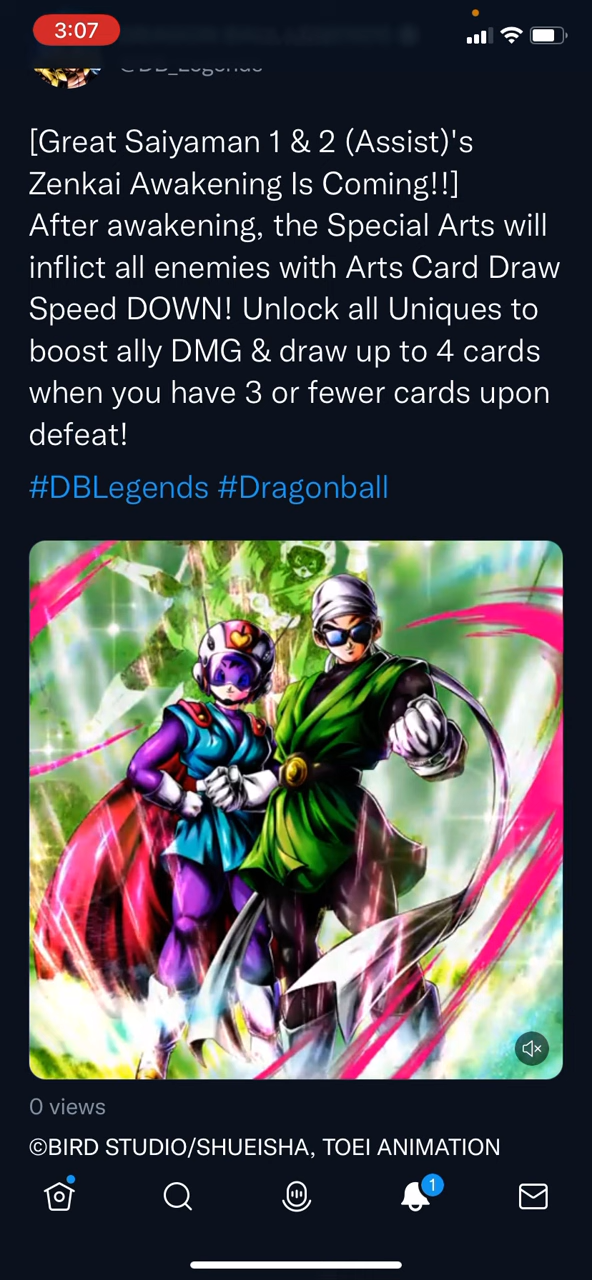 3:07
@DB_Legends
[Great Saiyaman 1 & 2 (Assist)'s
Zenkai Awakening Is Coming!!]
After awakening, the Special Arts will
inflict all enemies with Arts Card Draw
Speed DOWN! Unlock all Uniques to
boost ally DMG & draw up to 4 cards
when you have 3 or fewer cards upon
defeat!
#DBLegends #Dragonball
0 views
©BIRD STUDIO/SHUEISHA, TOEI ANIMATION
1